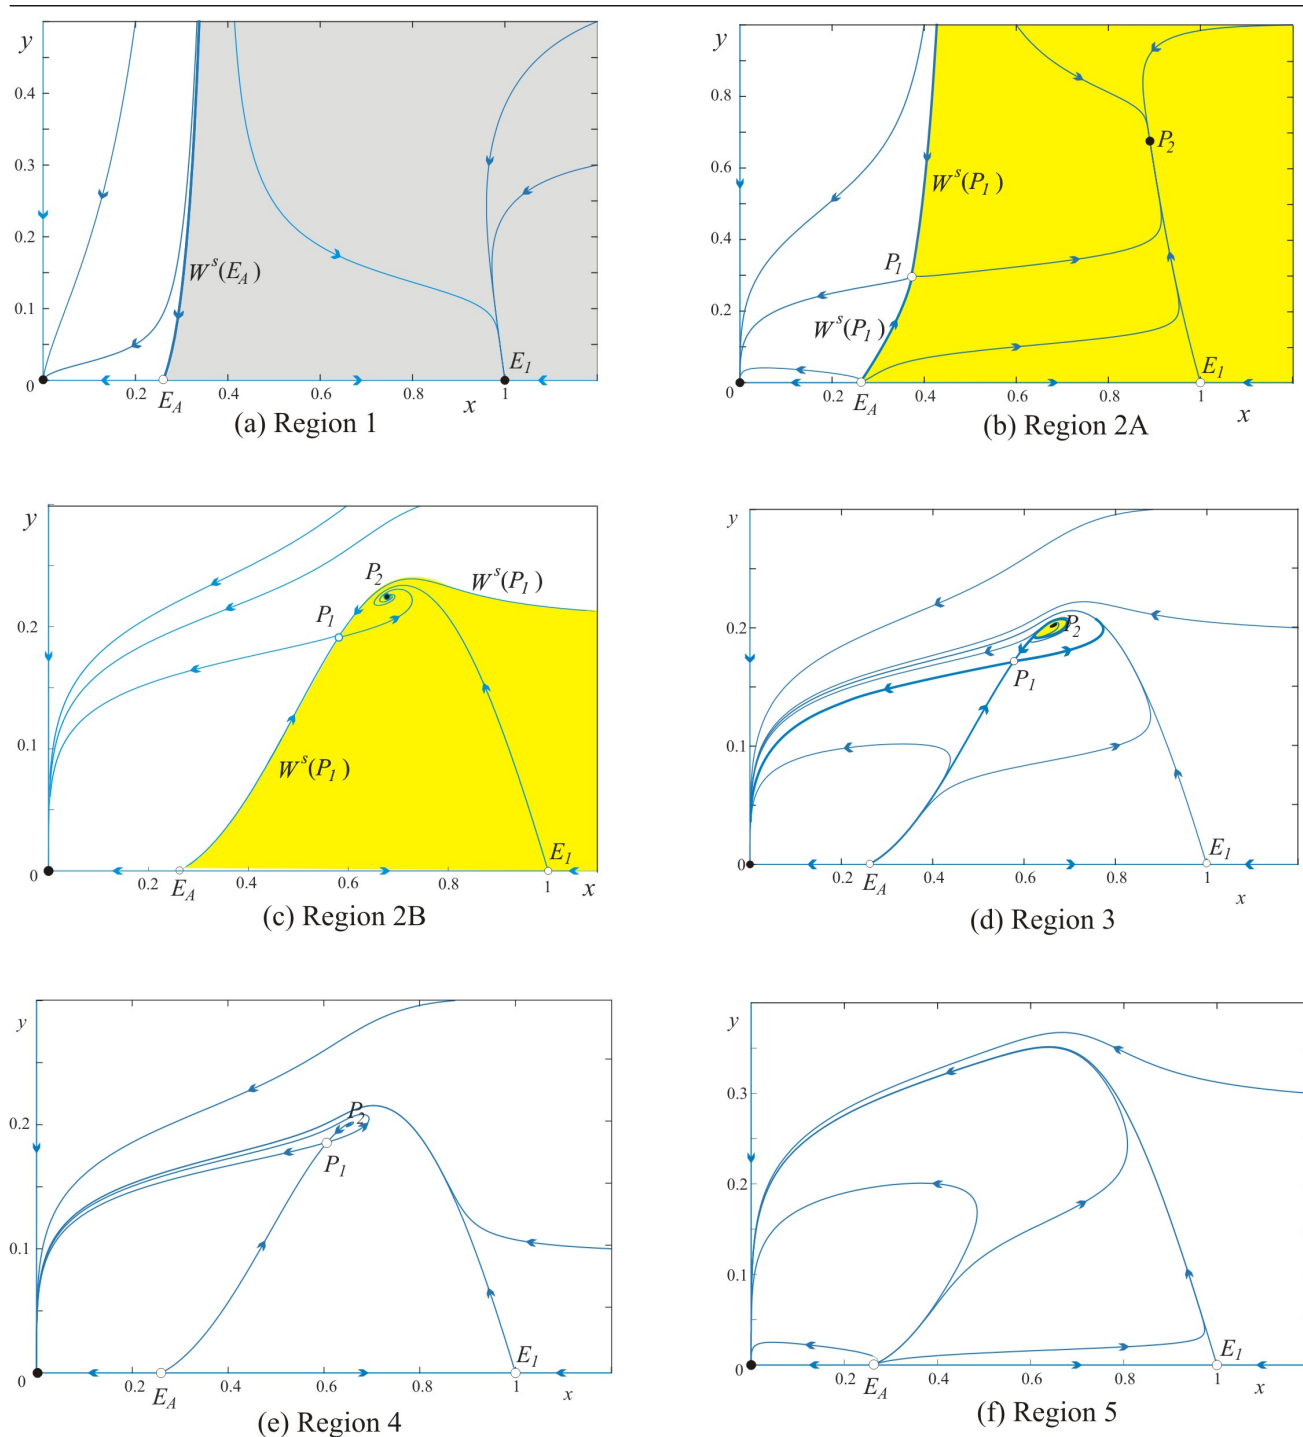 y
0.4
0.3
0.2
0.1
0
W^s(E_A)
E_1
0.2
0.4
0.6
0.8
1
E_A
x
(a) Region 1
y
0.8
0.6
0.4
0.2
0
P_2
W^s(P_1)
P_1
W^s(P_1)
E_1
0.2
0.4
0.6
0.8
1
E_A
x
(b) Region 2A
y
0.2
0.1
0
P_2
W^s(P_1)
P_1
W^s(P_1)
E_1
0.2
0.4
0.6
0.8
1
E_A
x
(c) Region 2B
y
0.2
0.1
0
P_2
P_1
E_1
0.2
0.4
0.6
0.8
1
E_A
x
(d) Region 3
y
0.2
0.1
0
P_2
P_1
E_1
0.2
0.4
0.6
0.8
1
E_A
x
(e) Region 4
y
0.3
0.2
0.1
0
E_1
0.2
0.4
0.6
0.8
1
E_A
x
(f) Region 5